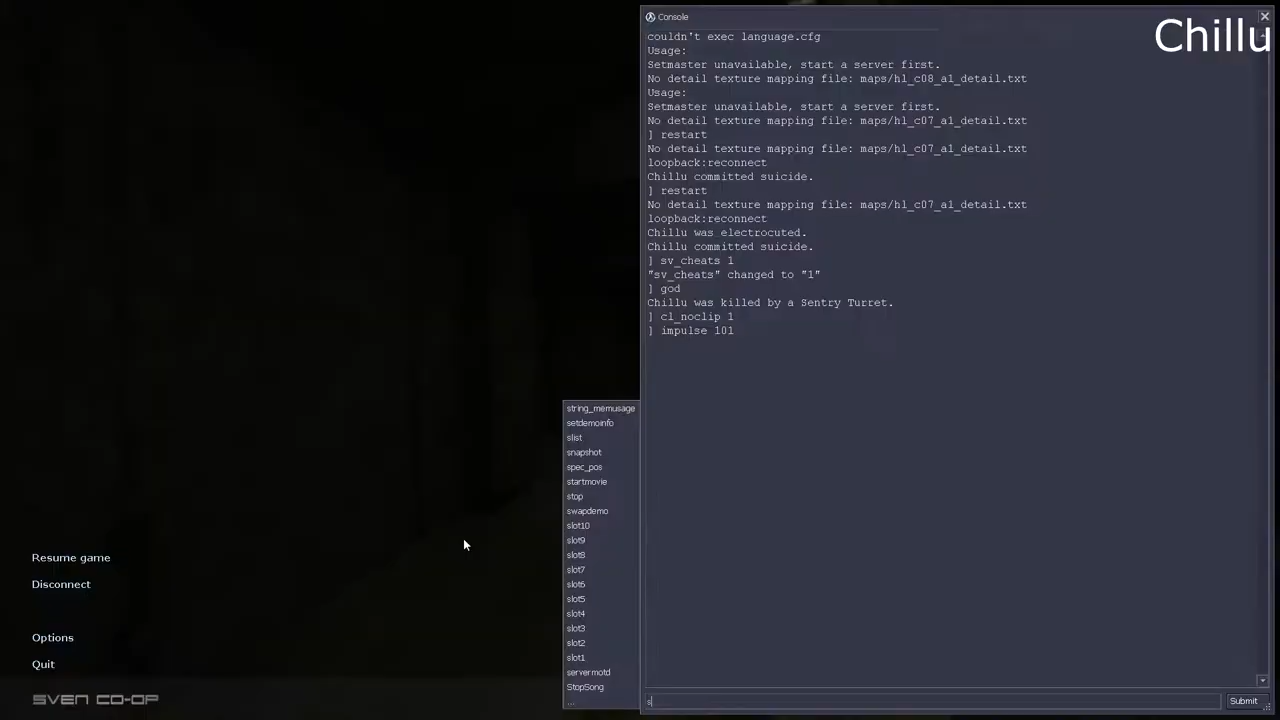 Console
Chillu
couldn't exec language.cfg
Usage:
Setmaster unavailable, start a server first.
No detail texture mapping file: maps/hl_c08_a1_detail.txt
Usage:
Setmaster unavailable, start a server first.
No detail texture mapping file: maps/hl_c07_a1_detail.txt
] restart
No detail texture mapping file: maps/hl_c07_a1_detail.txt
loopback:reconnect
Chillu committed suicide.
] restart
No detail texture mapping file: maps/hl_c07_a1_detail.txt
loopback:reconnect
Chillu was electrocuted.
Chillu committed suicide.
] sv_cheats 1
"sv_cheats" changed to "1"
] god
Chillu was killed by a Sentry Turret.
] cl_noclip 1
] impulse 101
string_memusage
setdemoinfo
slist
snapshot
spec_pos
startmovie
stop
swapdemo
slot10
slot9
slot8
slot7
slot6
slot5
slot4
slot3
slot2
slot1
servermotd
StopSong
...
s
Submit
Resume game
Disconnect
Options
Quit
SVEN CO-OP